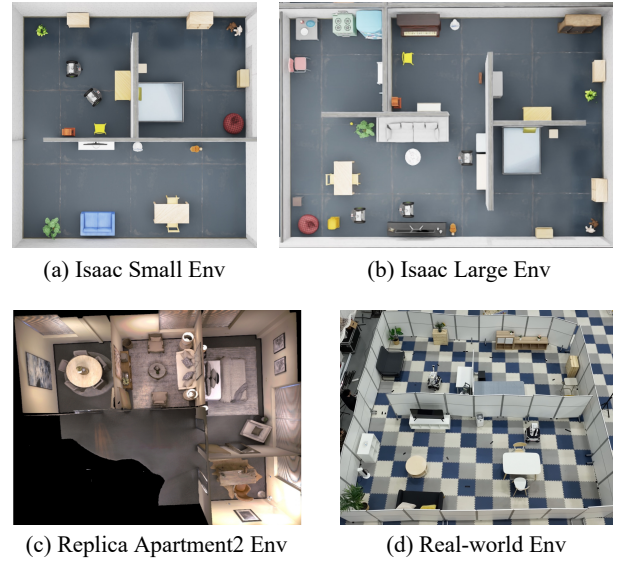 (a) Isaac Small Env
(b) Isaac Large Env
(c) Replica Apartment2 Env
(d) Real-world Env